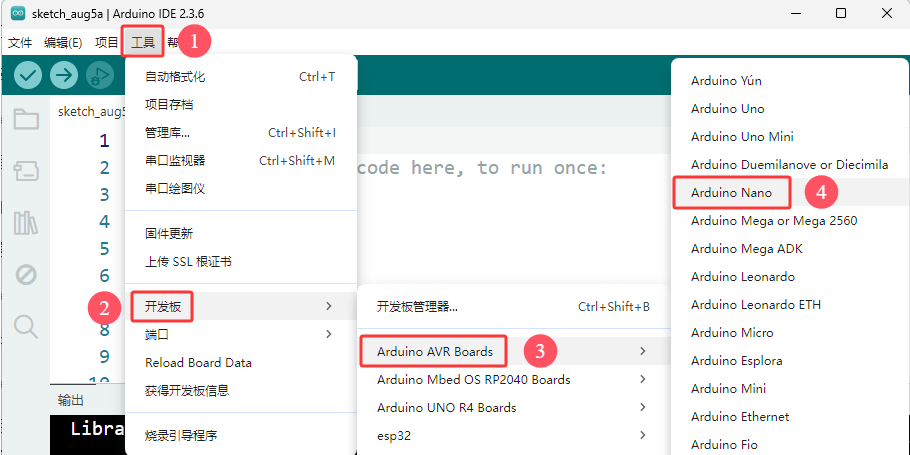 sketch_aug5a | Arduino IDE 2.3.6
文件 编辑(E) 项目 工具 帮 1
自动格式化 Ctrl+T
项目存档
管理库... Ctrl+Shift+I
串口监视器 Ctrl+Shift+M
串口绘图仪
固件更新
上传 SSL 根证书
2 开发板
端口
Reload Board Data
获得开发板信息
烧录引导程序
sketch_aug5
1
2 code here, to run once:
3
4
5
6
8
9
10
输出
Libra
开发板管理器... Ctrl+Shift+B
Arduino AVR Boards 3
Arduino Mbed OS RP2040 Boards
Arduino UNO R4 Boards
esp32
Arduino Yún
Arduino Uno
Arduino Uno Mini
Arduino Duemilanove or Diecimila
Arduino Nano 4
Arduino Mega or Mega 2560
Arduino Mega ADK
Arduino Leonardo
Arduino Leonardo ETH
Arduino Micro
Arduino Esplora
Arduino Mini
Arduino Ethernet
Arduino Fio